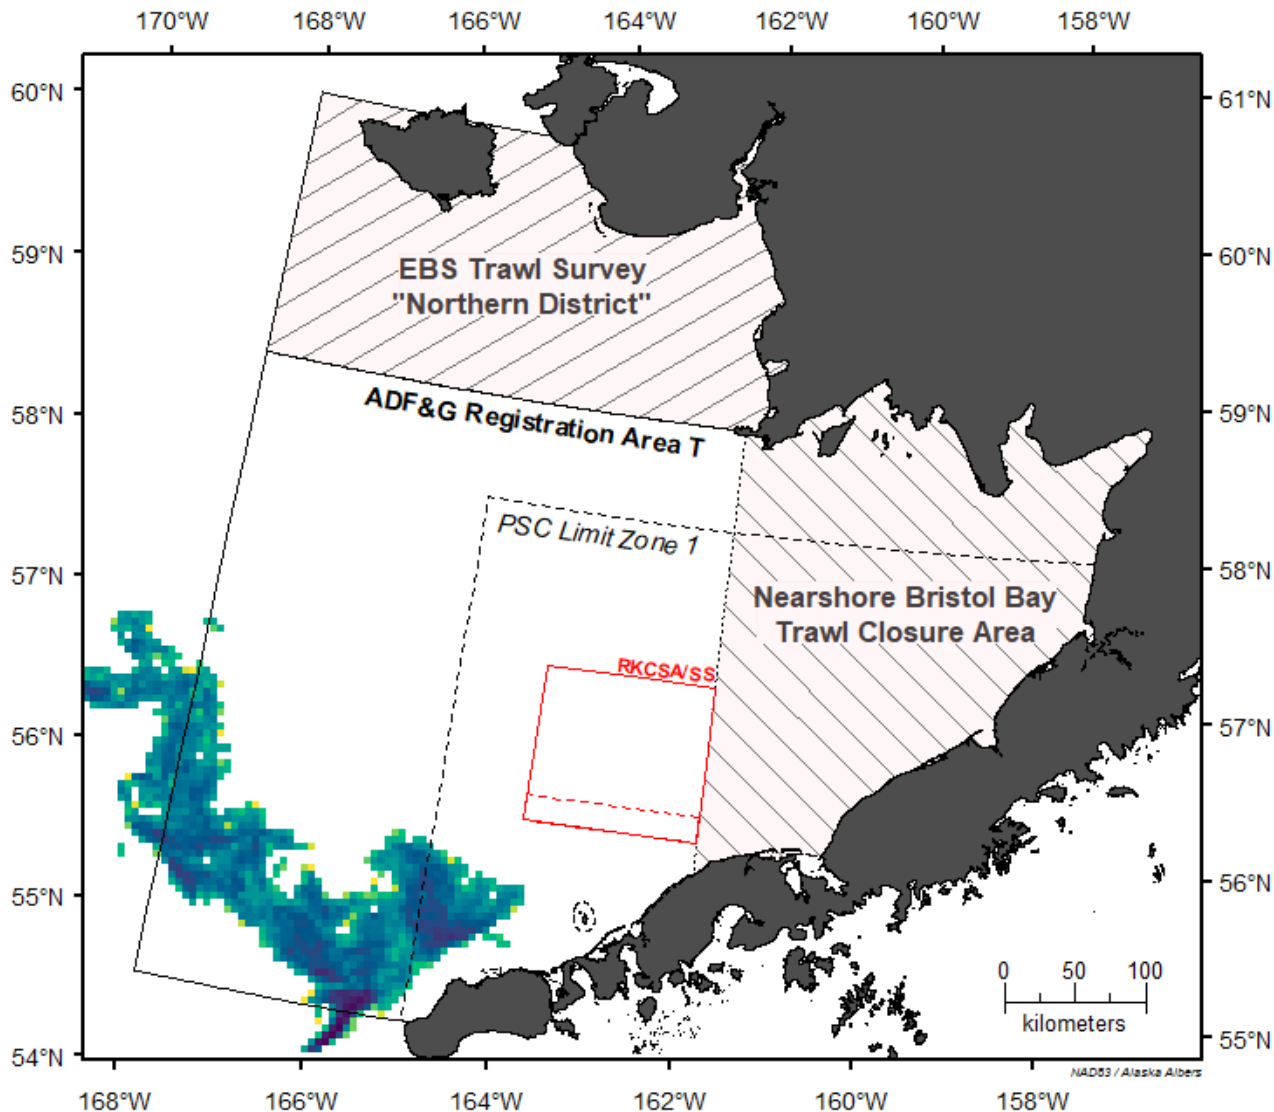 170°W 168°W 166°W 164°W 162°W 160°W 158°W
60°N
61°N
59°N
60°N
EBS Trawl Survey
"Northern District"
58°N
59°N
ADF&G Registration Area T
PSC Limit Zone 1
57°N
58°N
Nearshore Bristol Bay
Trawl Closure Area
RKCSA/SS
56°N
57°N
55°N
56°N
0 50 100
kilometers
54°N
55°N
NAD83 / Alaska Albers
168°W 166°W 164°W 162°W 160°W 158°W